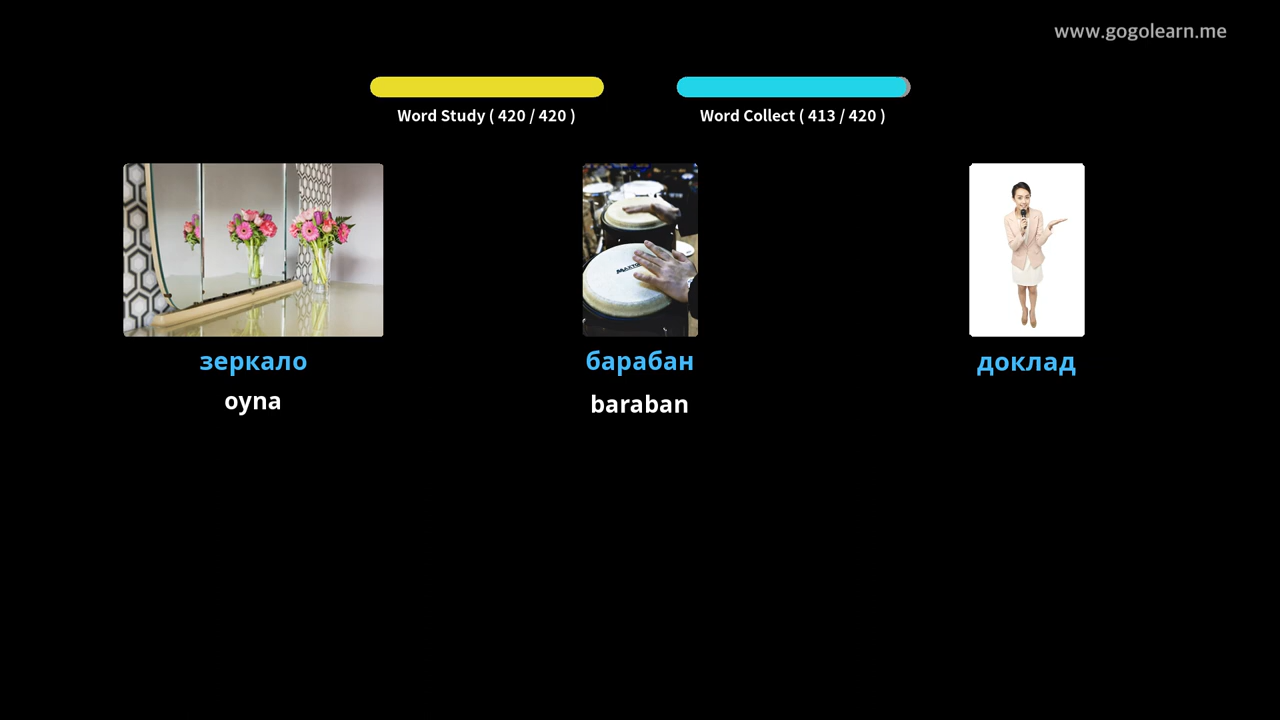 www.gogolearn.me
Word Study ( 420 / 420 )
Word Collect ( 413 / 420 )
зеркало
барабан
доклад
oyna
baraban